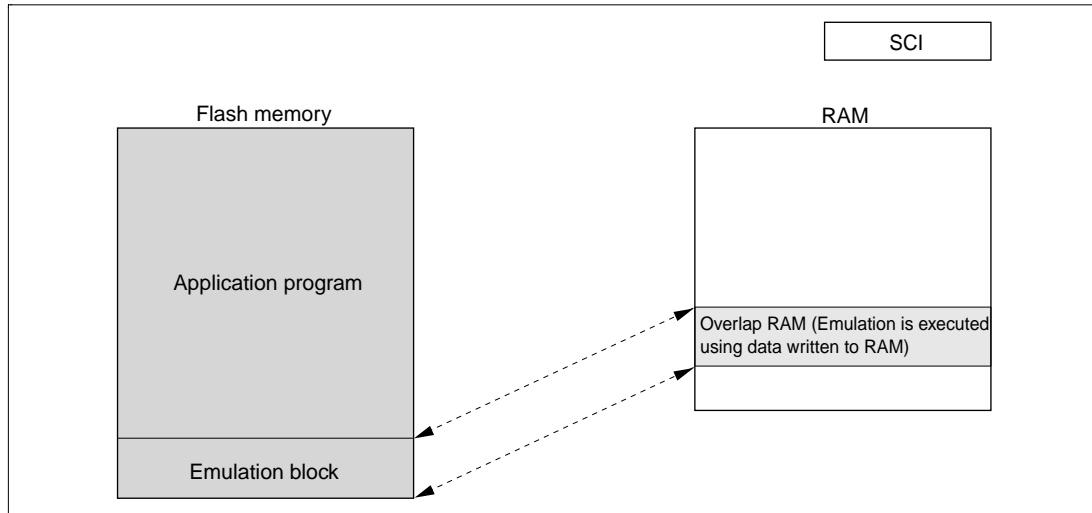 SCI
Flash memory
RAM
Application program
Overlap RAM (Emulation is executed
using data written to RAM)
Emulation block